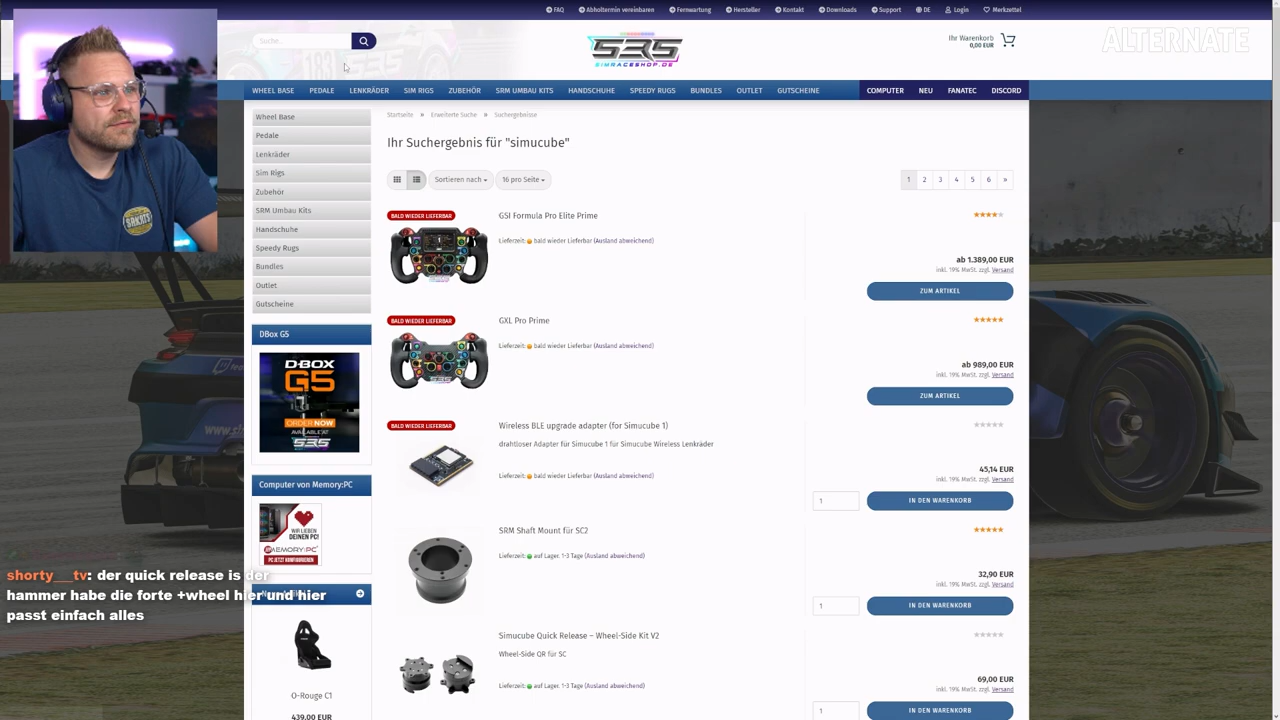 FAQ
Abholtermin vereinbaren
Fernwartung
Hersteller
Kontakt
Downloads
Support
DE
Login
Merkzettel
Suche...
SRS
SIMRACESHOP.DE
Ihr Warenkorb
0,00 EUR
ALTERNATE
WHEEL BASE
PEDALE
LENKRÄDER
SIM RIGS
ZUBEHÖR
SRM UMBAU KITS
HANDSCHUHE
SPEEDY RUGS
BUNDLES
OUTLET
GUTSCHEINE
COMPUTER
NEU
FANATEC
DISCORD
Wheel Base
Pedale
Lenkräder
Sim Rigs
Zubehör
SRM Umbau Kits
Handschuhe
Speedy Rugs
Bundles
Outlet
Gutscheine
DBox G5
D-BOX
G5
ORDER NOW
AVAILABLE AT
SRS
Computer von Memory:PC
WIR LIEBEN
DEINEN PC!
MEMORY PC
PC JETZT KONFIGURIEREN
shorty___tv: der quick release is der
hammer habe die forte +wheel hier und hier
passt einfach alles
O-Rouge C1
439,00 EUR
Startseite » Erweiterte Suche » Suchergebnisse
Ihr Suchergebnis für "simucube"
Sortieren nach
16 pro Seite
1 2 3 4 5 6 »
BALD WIEDER LIEFERBAR
GSI Formula Pro Elite Prime
Lieferzeit: bald wieder Lieferbar (Ausland abweichend)
ab 1.389,00 EUR
inkl. 19% MwSt. zzgl. Versand
ZUM ARTIKEL
BALD WIEDER LIEFERBAR
GXL Pro Prime
Lieferzeit: bald wieder Lieferbar (Ausland abweichend)
ab 989,00 EUR
inkl. 19% MwSt. zzgl. Versand
ZUM ARTIKEL
BALD WIEDER LIEFERBAR
Wireless BLE upgrade adapter (for Simucube 1)
drahtloser Adapter für Simucube 1 für Simucube Wireless Lenkräder
Lieferzeit: bald wieder Lieferbar (Ausland abweichend)
45,14 EUR
inkl. 19% MwSt. zzgl. Versand
1
IN DEN WARENKORB
SRM Shaft Mount für SC2
Lieferzeit: auf Lager. 1-3 Tage (Ausland abweichend)
32,90 EUR
inkl. 19% MwSt. zzgl. Versand
1
IN DEN WARENKORB
Simucube Quick Release – Wheel-Side Kit V2
Wheel-Side QR für SC
Lieferzeit: auf Lager. 1-3 Tage (Ausland abweichend)
69,00 EUR
inkl. 19% MwSt. zzgl. Versand
1
IN DEN WARENKORB